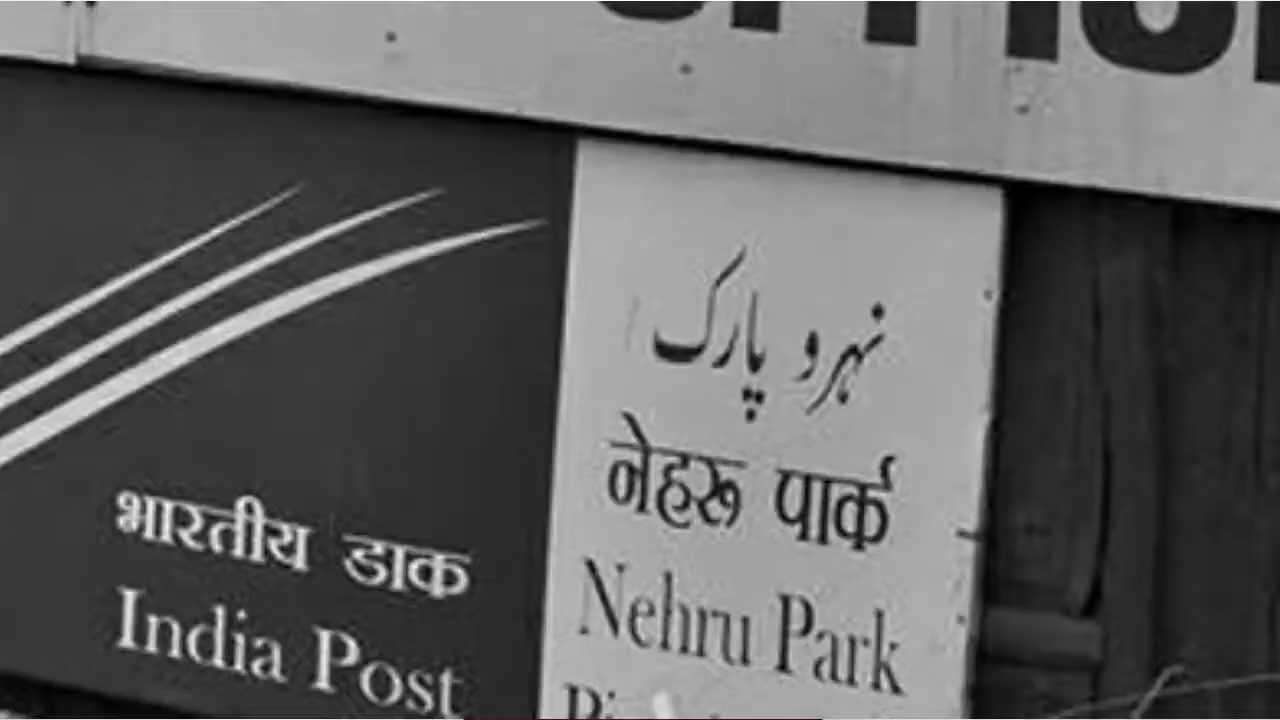 نہرو پارک
नेहरू पार्क
Nehru Park
भारतीय डाक
India Post